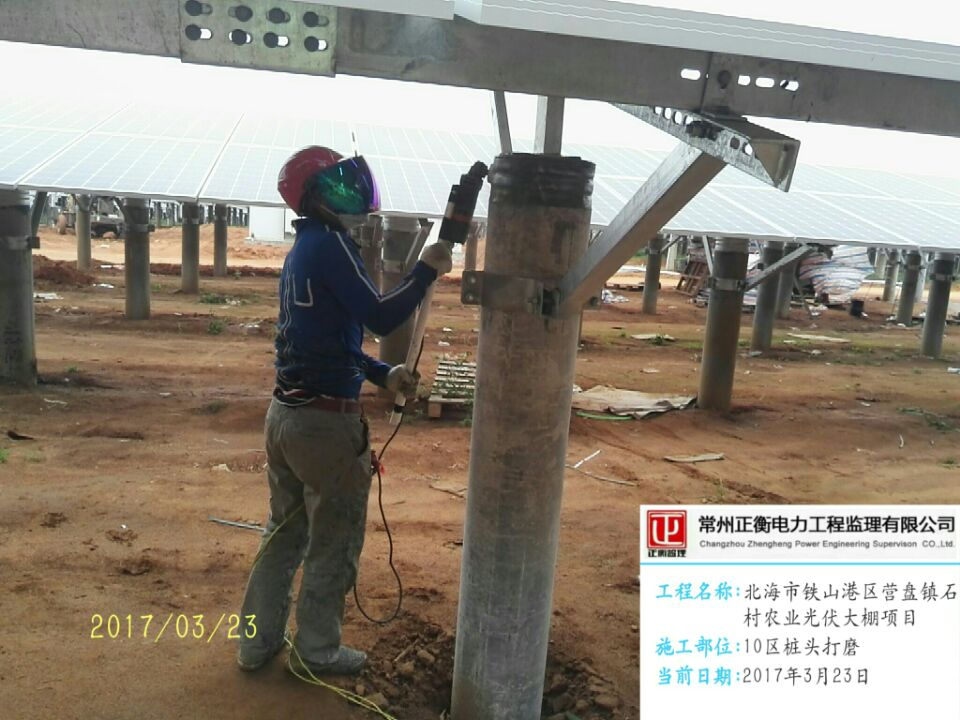 常州正衡电力工程监理有限公司
Changzhou Zhengheng Power Engineering Supervison CO.,Ltd.
正衡监理
工程名称:北海市铁山港区营盘镇石
村农业光伏大棚项目
施工部位:10区桩头打磨
当前日期:2017年3月23日
2017/03/23